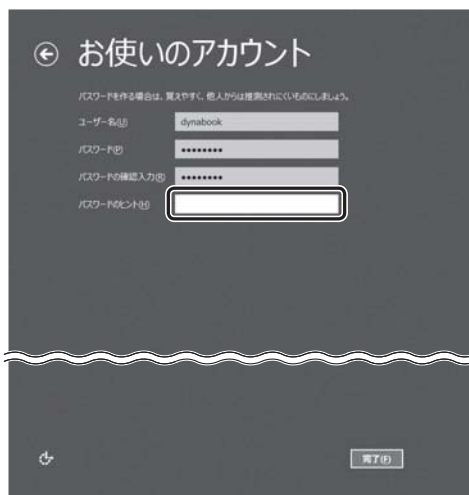 お使いのアカウント
パスワードを作る場合は、覚えやすく、他人からは推測されにくいものにしましょう。
ユーザー名(U)
dynabook
パスワード(P)
••••••••
パスワードの確認入力(R)
••••••••
パスワードのヒント(H)
完了(F)